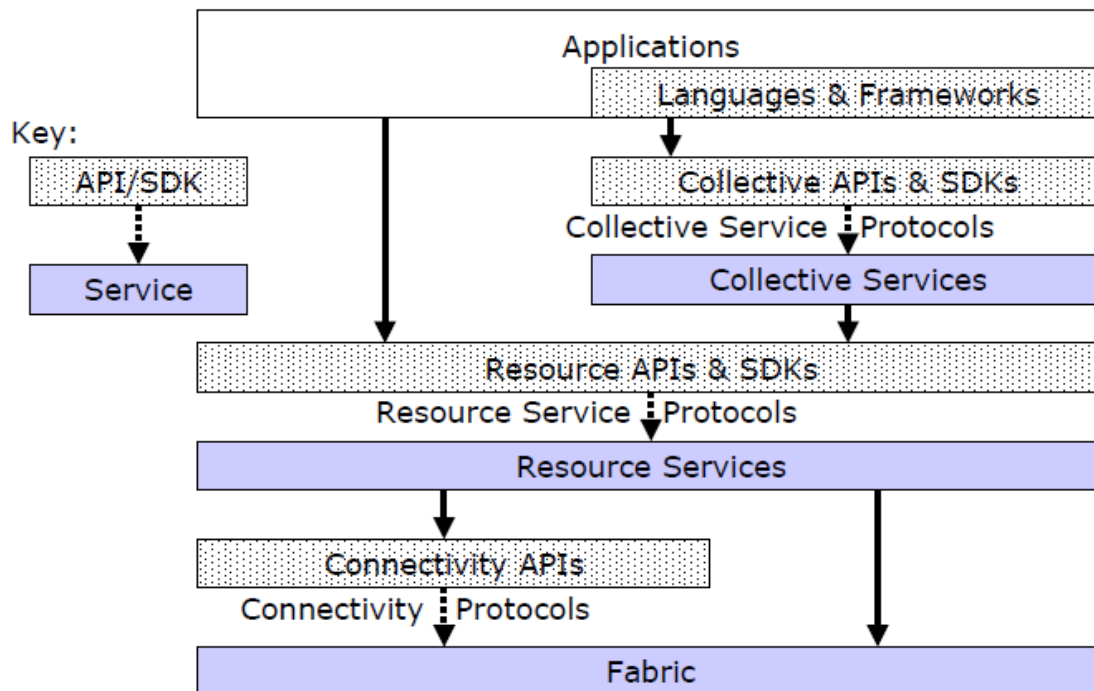 Applications
Languages & Frameworks
Key:
API/SDK
Collective APIs & SDKs
Collective Service Protocols
Service
Collective Services
Resource APIs & SDKs
Resource Service Protocols
Resource Services
Connectivity APIs
Connectivity Protocols
Fabric